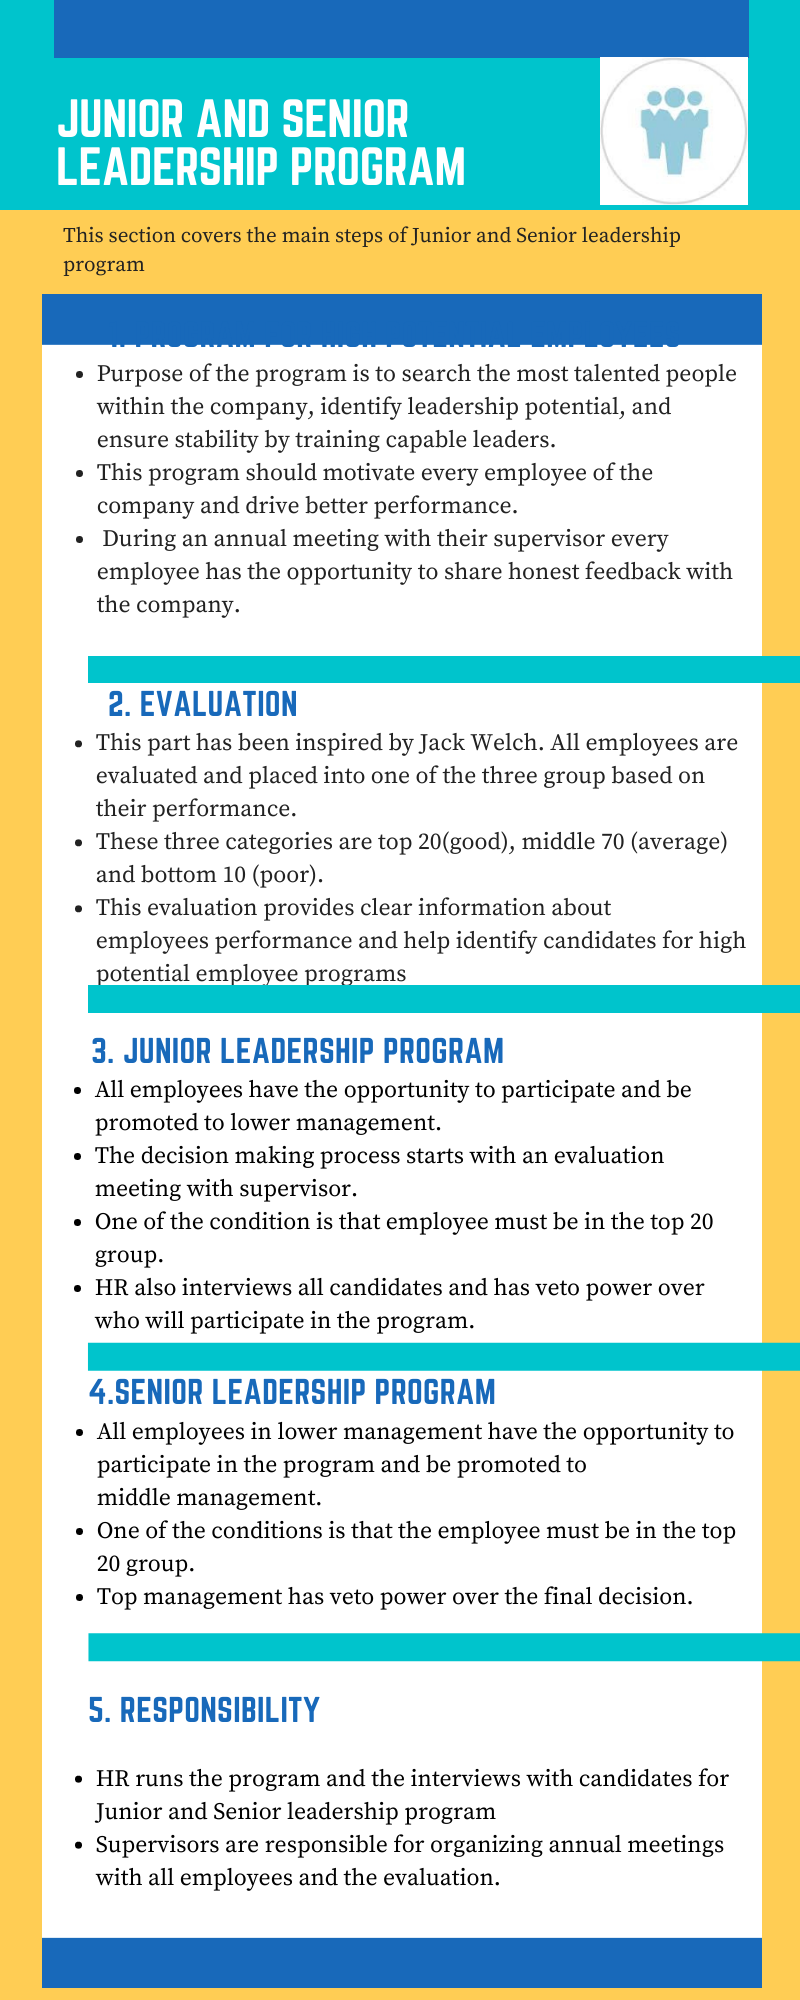 JUNIOR AND SENIOR
LEADERSHIP PROGRAM
This section covers the main steps of Junior and Senior leadership
program
1. PROGRAM FOR HIGH POTENTIAL EMPLOYEES
• Purpose of the program is to search the most talented people
within the company, identify leadership potential, and
ensure stability by training capable leaders.
• This program should motivate every employee of the
company and drive better performance.
• During an annual meeting with their supervisor every
employee has the opportunity to share honest feedback with
the company.
2. EVALUATION
• This part has been inspired by Jack Welch. All employees are
evaluated and placed into one of the three group based on
their performance.
• These three categories are top 20(good), middle 70 (average)
and bottom 10 (poor).
• This evaluation provides clear information about
employees performance and help identify candidates for high
potential employee programs
3. JUNIOR LEADERSHIP PROGRAM
• All employees have the opportunity to participate and be
promoted to lower management.
• The decision making process starts with an evaluation
meeting with supervisor.
• One of the condition is that employee must be in the top 20
group.
• HR also interviews all candidates and has veto power over
who will participate in the program.
4.SENIOR LEADERSHIP PROGRAM
• All employees in lower management have the opportunity to
participate in the program and be promoted to
middle management.
• One of the conditions is that the employee must be in the top
20 group.
• Top management has veto power over the final decision.
5. RESPONSIBILITY
• HR runs the program and the interviews with candidates for
Junior and Senior leadership program
• Supervisors are responsible for organizing annual meetings
with all employees and the evaluation.